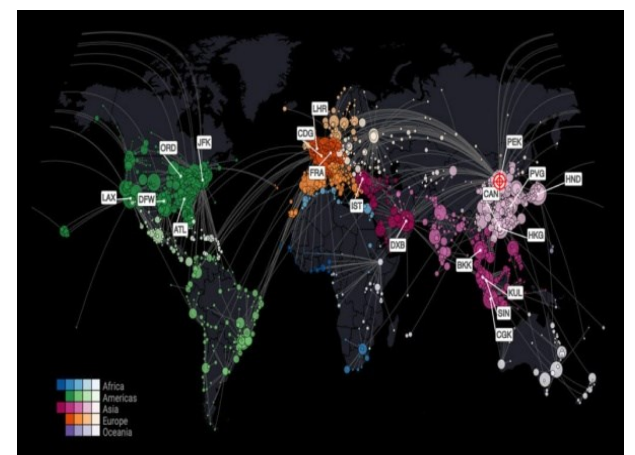 LHR
CDG
JFK
PEK
ORD
FRA
PVG
HND
CAN
LAX
DFW
IST
ATL
HKG
DXB
BKK
KUL
SIN
CGK
Africa
Americas
Asia
Europe
Oceania